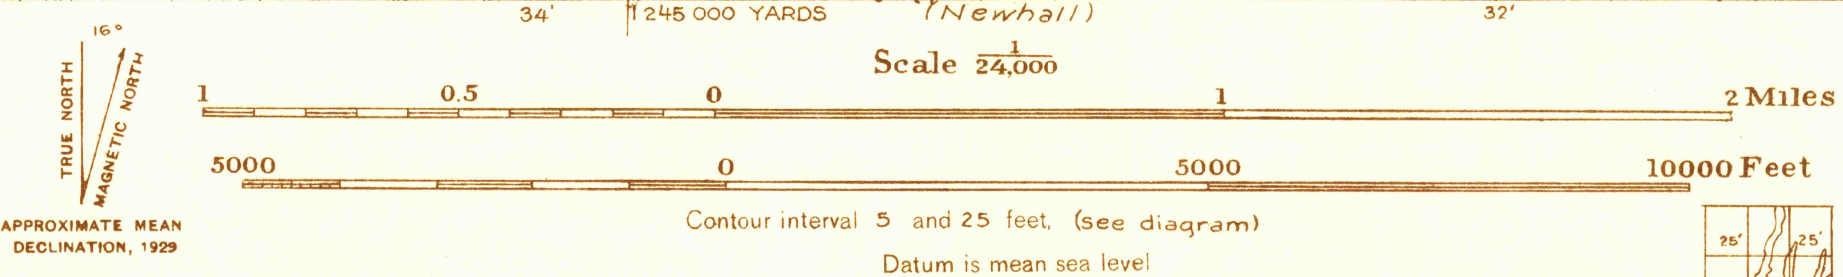 34'
1 245 000 YARDS
(Newhall)
32'
16°
TRUE NORTH
MAGNETIC NORTH
APPROXIMATE MEAN
DECLINATION, 1929
Scale 1/24,000
1 0.5 0 1 2 Miles
5000 0 5000 10000 Feet
Contour interval 5 and 25 feet, (see diagram)
Datum is mean sea level
25' 25'